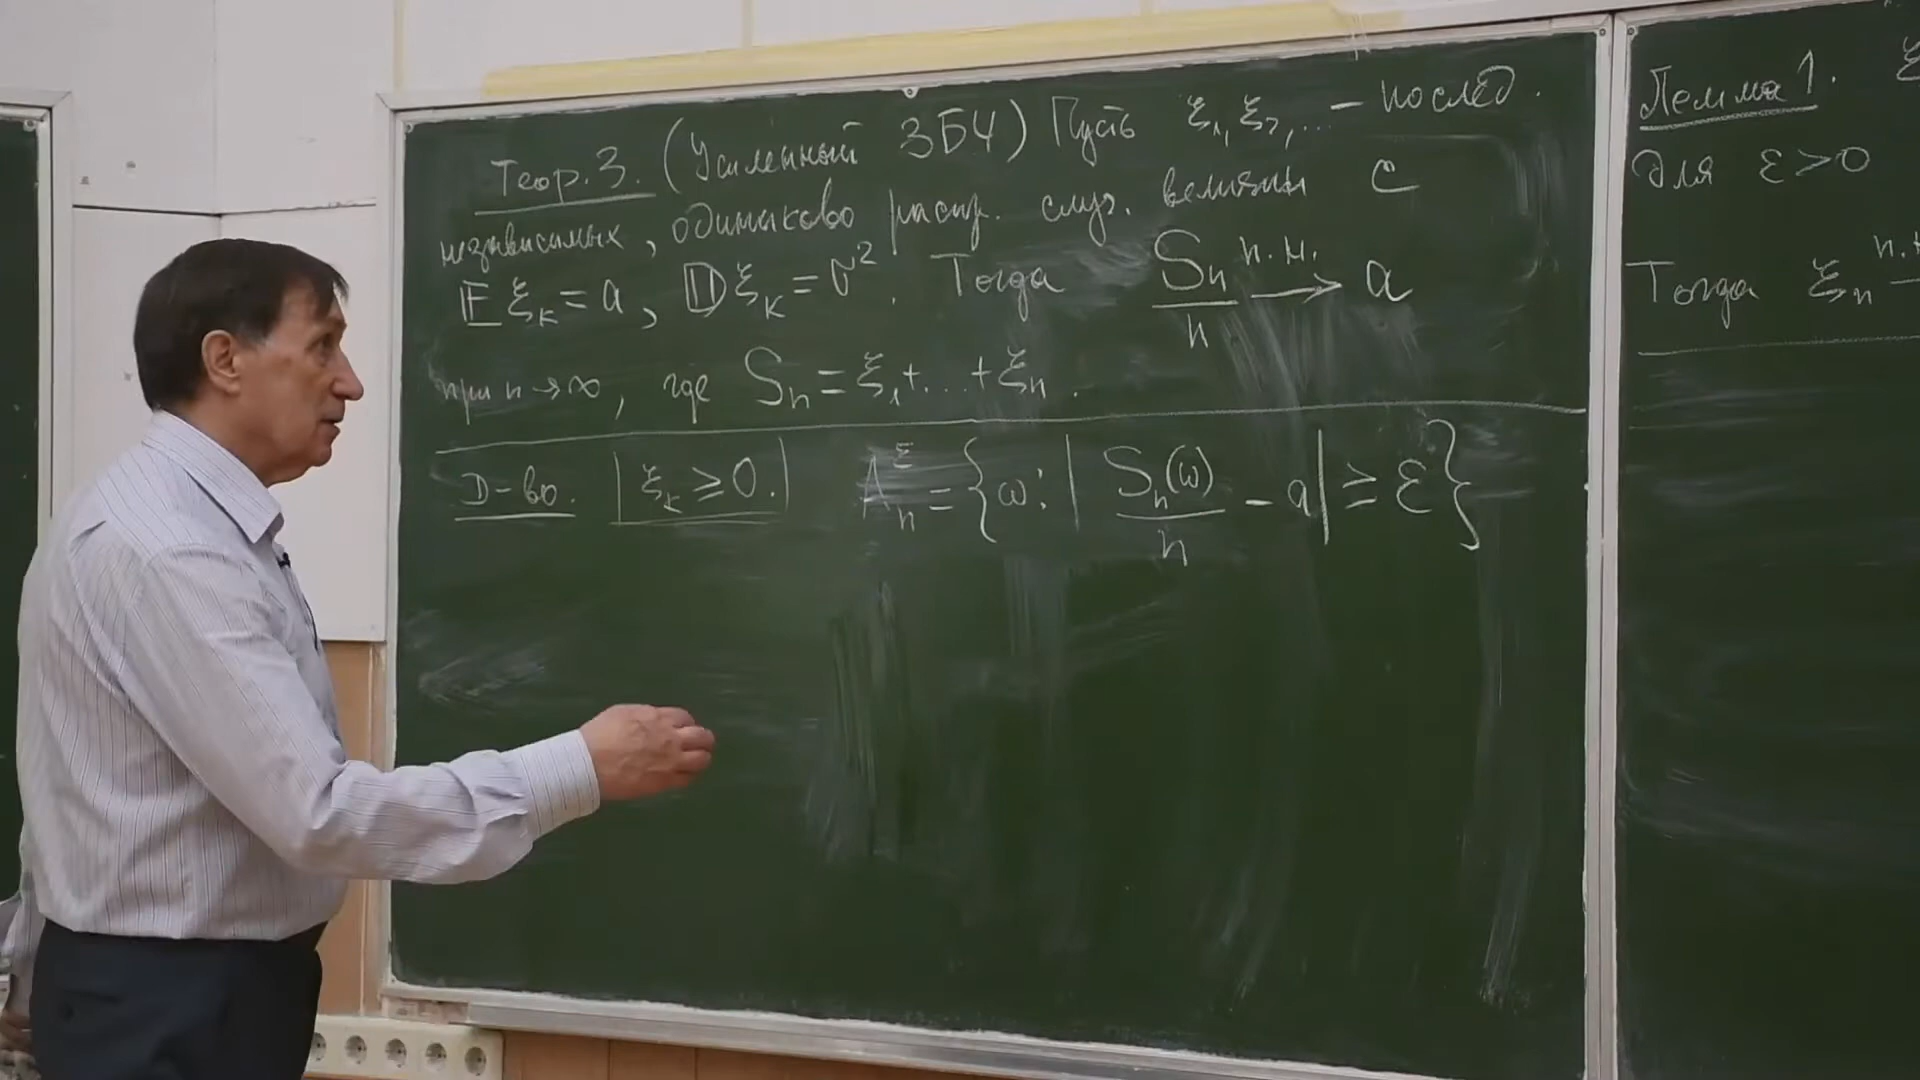 Теор. 3. (Усиленный ЗБЧ) Пусть ξ₁, ξ₂, ... – послед.
независимых, одинаково распр. случ. величин с
𝔼ξₖ = a, 𝔻ξₖ = σ². Тогда Sₙ/n —п.н.→ a
при n → ∞, где Sₙ = ξ₁ + ... + ξₙ.
Д-во. |ξₖ ≥ 0.| Aₙ^ε = {ω: | Sₙ(ω)/n − a| ≥ ε}
Лемма 1. ξ
Для ε > 0
Тогда ξₙ п.н.